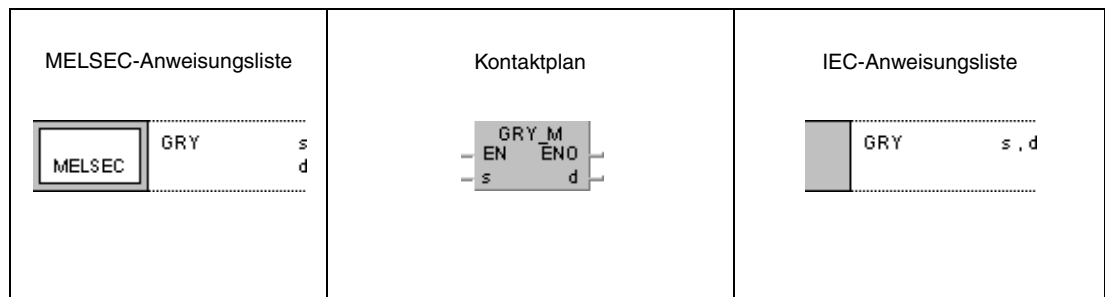 MELSEC-Anweisungsliste
MELSEC
GRY s
d
Kontaktplan
GRY_M
EN ENO
s d
IEC-Anweisungsliste
GRY s , d